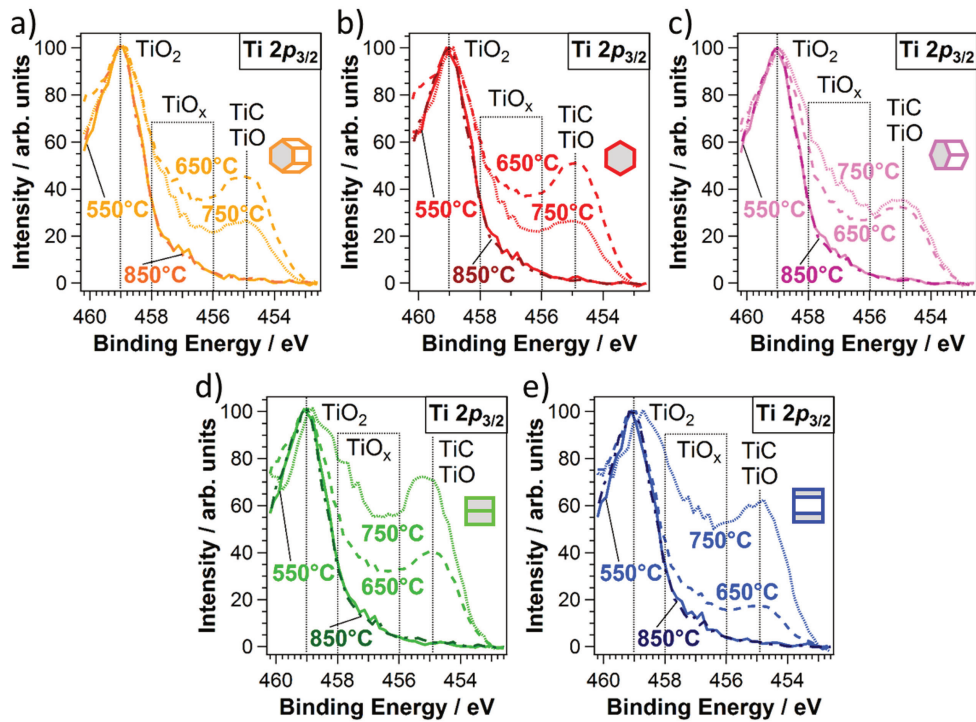 a)
Intensity / arb. units
100
80
60
40
20
0
TiO2
Ti 2p3/2
TiOx
TiC
TiO
650°C
550°C
750°C
850°C
460
458
456
454
Binding Energy / eV
b)
Intensity / arb. units
100
80
60
40
20
0
TiO2
Ti 2p3/2
TiOx
TiC
TiO
650°C
550°C
750°C
850°C
460
458
456
454
Binding Energy / eV
c)
Intensity / arb. units
100
80
60
40
20
0
TiO2
Ti 2p3/2
TiOx
TiC
TiO
750°C
550°C
650°C
850°C
460
458
456
454
Binding Energy / eV
d)
Intensity / arb. units
100
80
60
40
20
0
TiO2
Ti 2p3/2
TiOx
TiC
TiO
750°C
550°C
650°C
850°C
460
458
456
454
Binding Energy / eV
e)
Intensity / arb. units
100
80
60
40
20
0
TiO2
Ti 2p3/2
TiOx
TiC
TiO
750°C
550°C
650°C
850°C
460
458
456
454
Binding Energy / eV